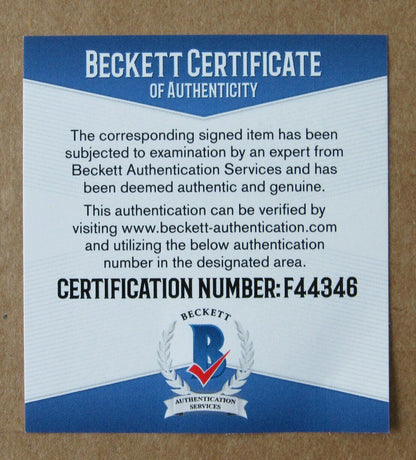 BECKETT CERTIFICATE
OF AUTHENTICITY
The corresponding signed item has been
subjected to examination by an expert from
Beckett Authentication Services and has
been deemed authentic and genuine.
This authentication can be verified by
visiting www.beckett-authentication.com
and utilizing the below authentication
number in the designated area.
CERTIFICATION NUMBER: F44346
BECKETT
B
AUTHENTICATION
SERVICES